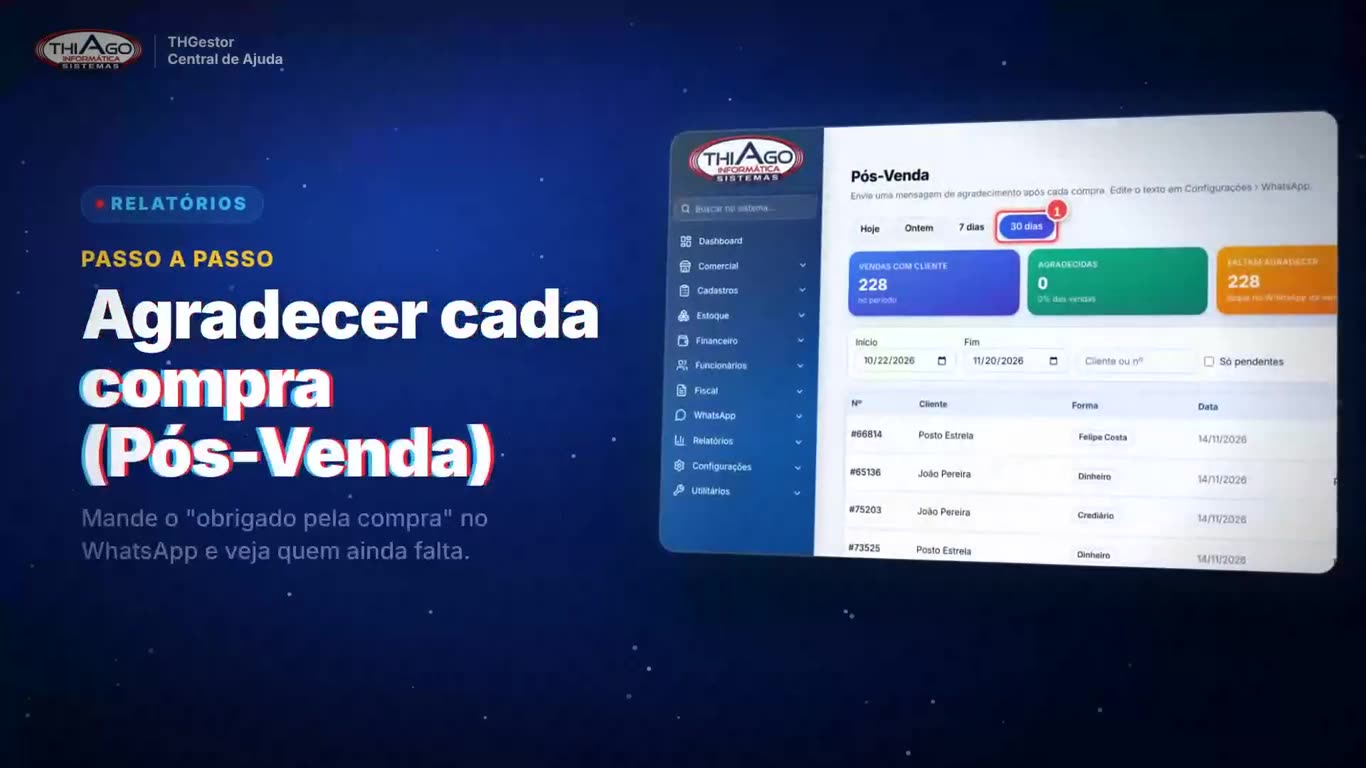 THIAGO
INFORMÁTICA
SISTEMAS
THGestor
Central de Ajuda
RELATÓRIOS
PASSO A PASSO
Agradecer cada
compra
(Pós-Venda)
Mande o "obrigado pela compra" no
WhatsApp e veja quem ainda falta.
THIAGO
INFORMÁTICA
SISTEMAS
Buscar no sistema...
Dashboard
Comercial
Cadastros
Estoque
Financeiro
Funcionários
Fiscal
WhatsApp
Relatórios
Configurações
Utilitários
Pós-Venda
Envie uma mensagem de agradecimento após cada compra. Edite o texto em Configurações › WhatsApp.
Hoje Ontem 7 dias 30 dias 1
VENDAS COM CLIENTE
228
no período
AGRADECIDAS
0
0% das vendas
FALTAM AGRADECER
228
Início Fim
10/22/2026 11/20/2026 Cliente ou nº Só pendentes
Nº Cliente Forma Data
#66814 Posto Estrela Felipe Costa 14/11/2026
#65136 João Pereira Dinheiro 14/11/2026
#75203 João Pereira Crediário 14/11/2026
#73525 Posto Estrela Dinheiro 14/11/2026